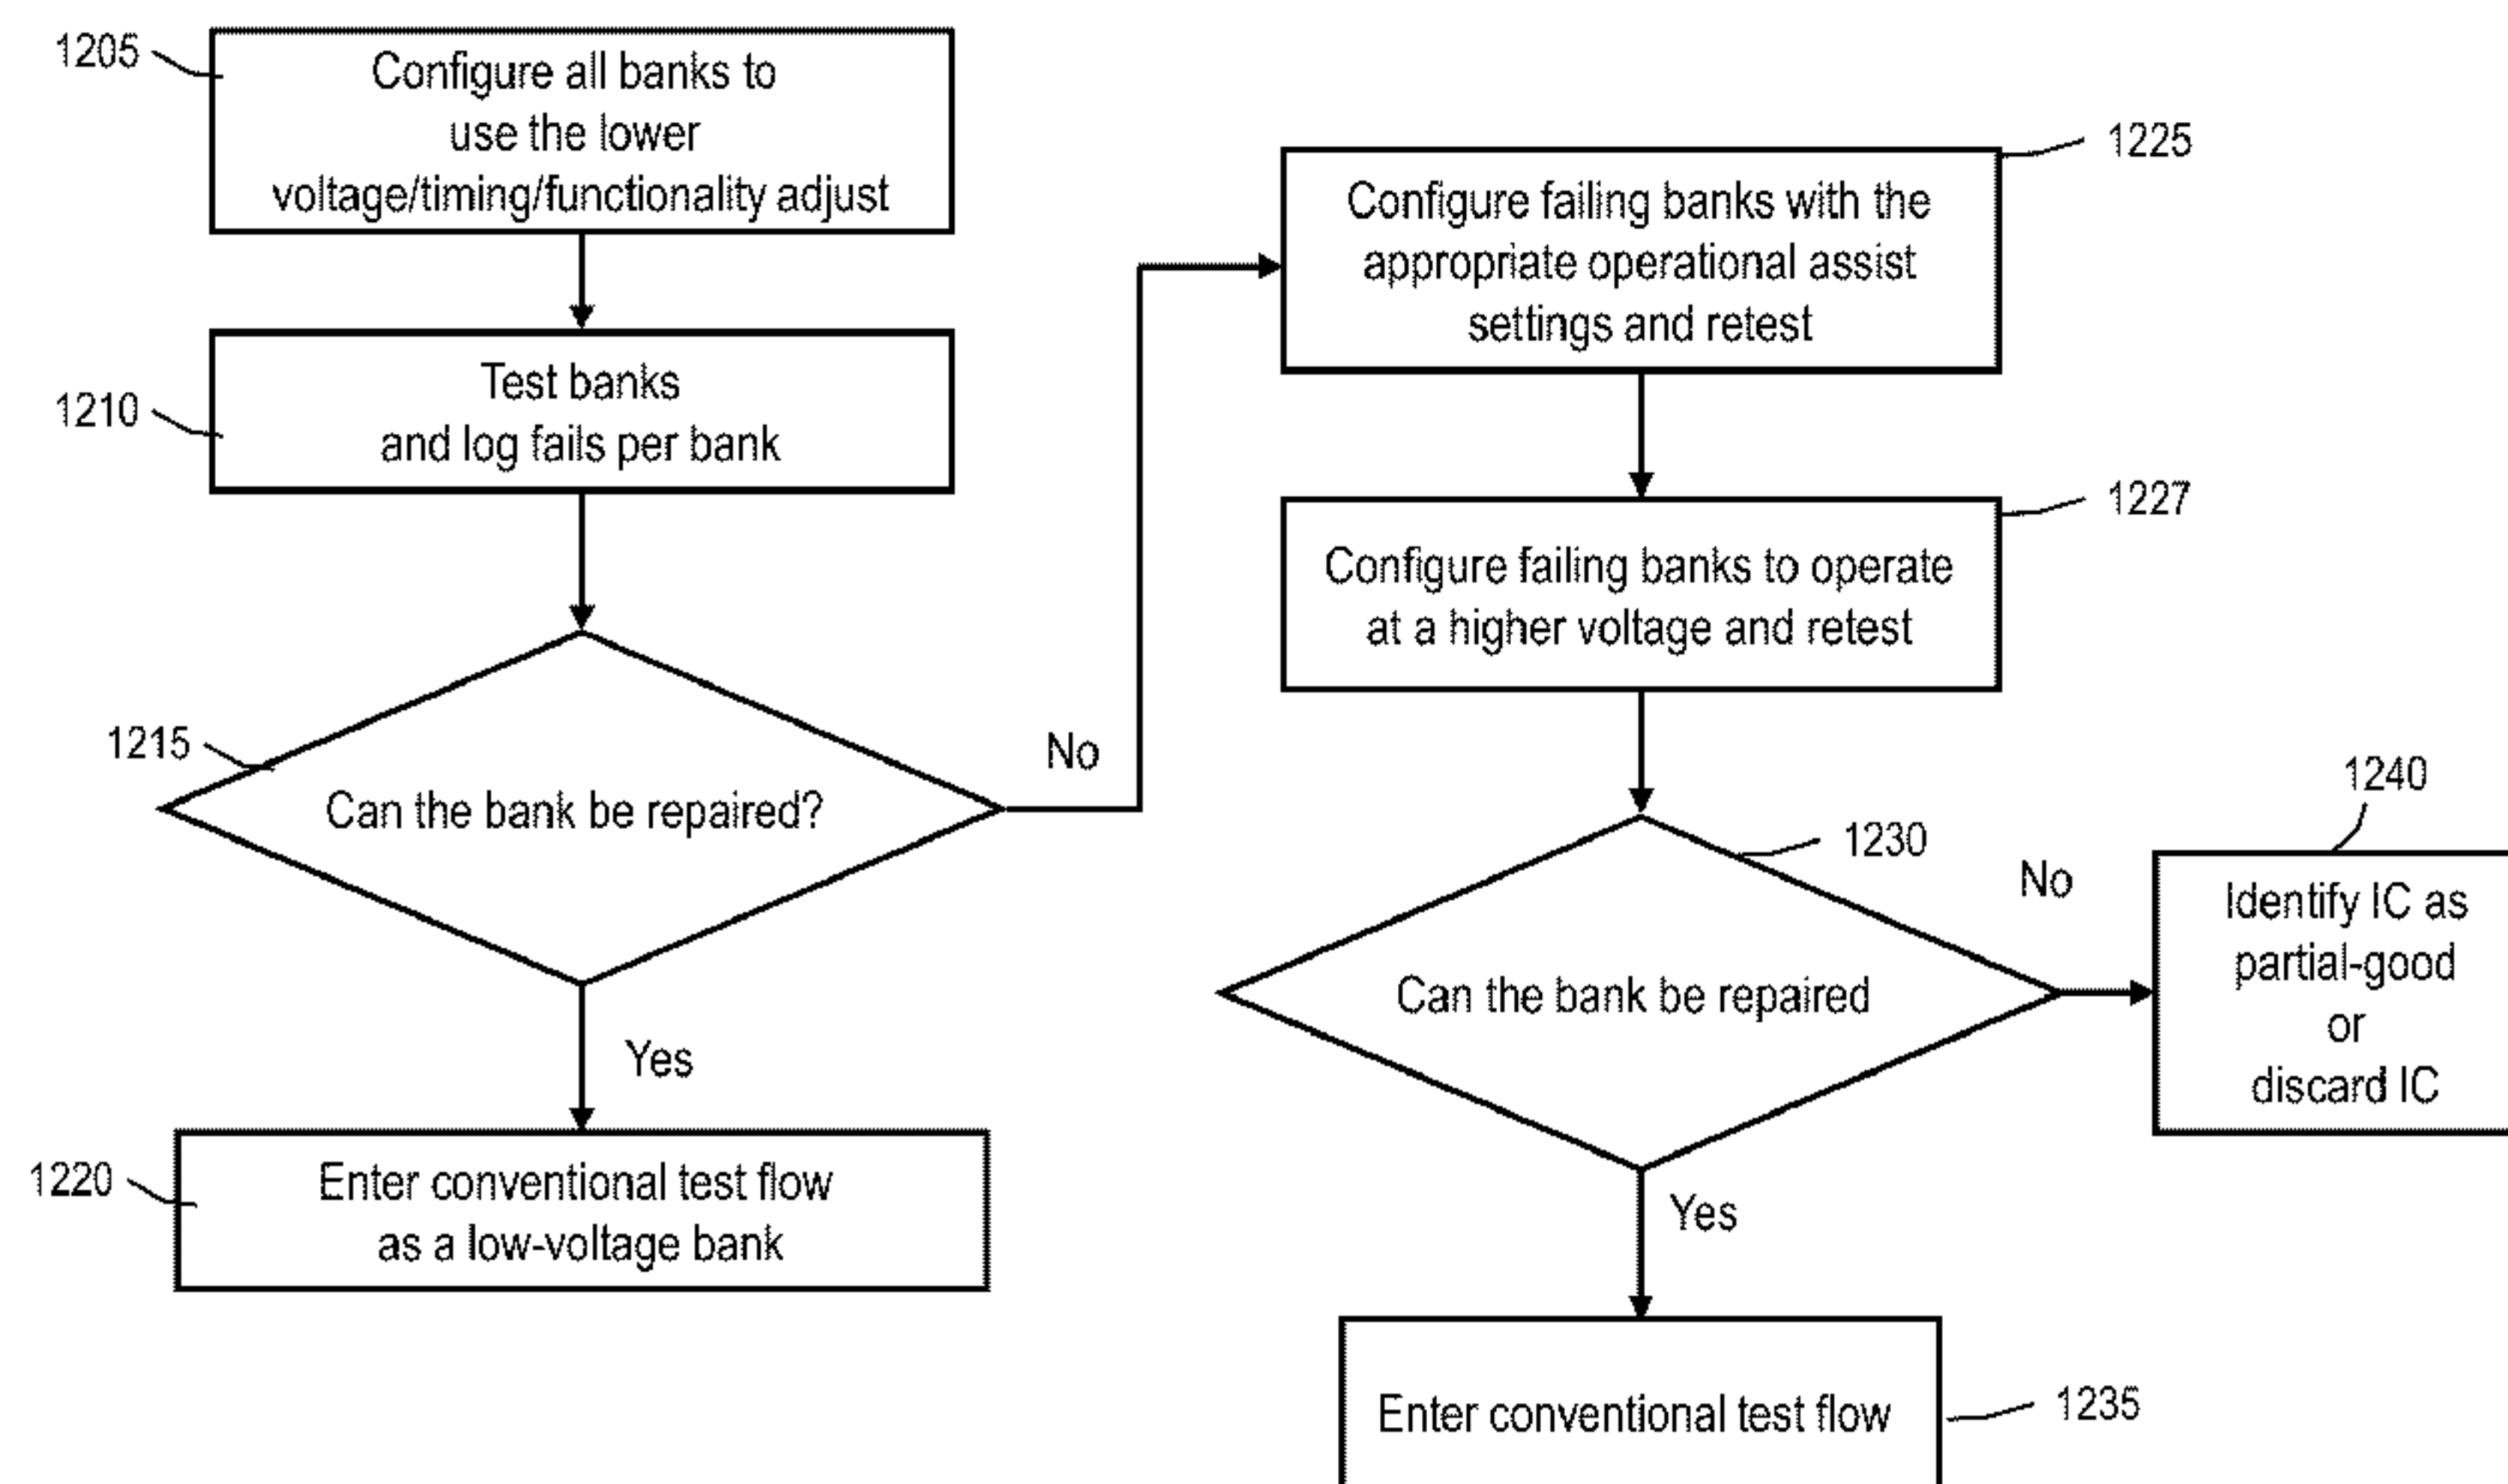 1205
Configure all banks to
use the lower
voltage/timing/functionality adjust
1210
Test banks
and log fails per bank
1215
Can the bank be repaired?
No
Yes
1220
Enter conventional test flow
as a low-voltage bank
1225
Configure failing banks with the
appropriate operational assist
settings and retest
1227
Configure failing banks to operate
at a higher voltage and retest
1230
Can the bank be repaired
No
1240
Identify IC as
partial-good
or
discard IC
Yes
Enter conventional test flow
1235